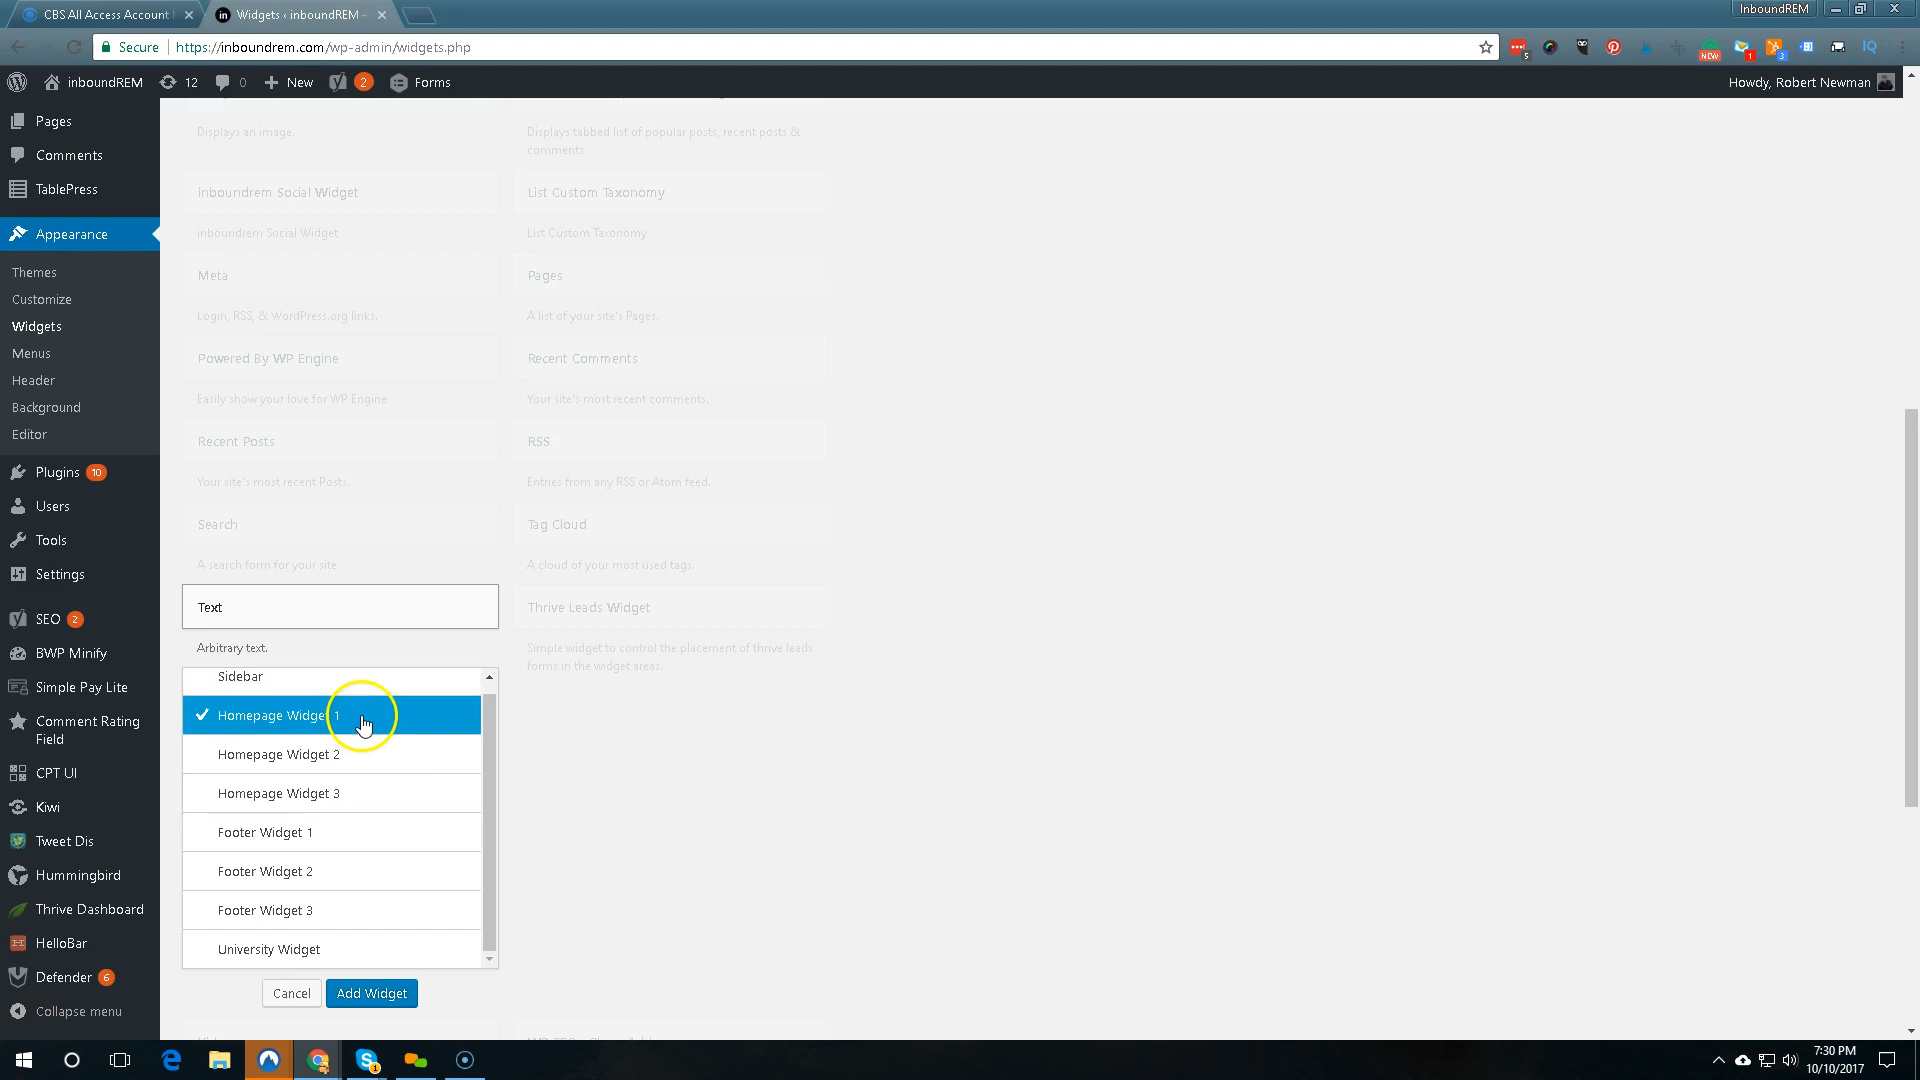 CBS All Access Account
Widgets ‹ inboundREM –
InboundREM
Secure
https://inboundrem.com/wp-admin/widgets.php
5
NEW
1
3
IQ
inboundREM
12
0
New
2
Forms
Howdy, Robert Newman
Pages
Comments
TablePress
Appearance
Themes
Customize
Widgets
Menus
Header
Background
Editor
Plugins 10
Users
Tools
Settings
SEO 2
BWP Minify
Simple Pay Lite
Comment Rating
Field
CPT UI
Kiwi
Tweet Dis
Hummingbird
Thrive Dashboard
HelloBar
Defender 6
Collapse menu
Displays an image.
Displays tabbed list of popular posts, recent posts &
comments
inboundrem Social Widget
List Custom Taxonomy
inboundrem Social Widget
List Custom Taxonomy
Meta
Pages
Login, RSS, & WordPress.org links.
A list of your site's Pages.
Powered By WP Engine
Recent Comments
Easily show your love for WP Engine
Your site's most recent comments.
Recent Posts
RSS
Your site's most recent Posts.
Entries from any RSS or Atom feed.
Search
Tag Cloud
A search form for your site.
A cloud of your most used tags.
Text
Thrive Leads Widget
Arbitrary text.
Simple widget to control the placement of thrive leads
forms in the widget areas.
Sidebar
Homepage Widget 1
Homepage Widget 2
Homepage Widget 3
Footer Widget 1
Footer Widget 2
Footer Widget 3
University Widget
Cancel
Add Widget
1
7:30 PM
10/10/2017